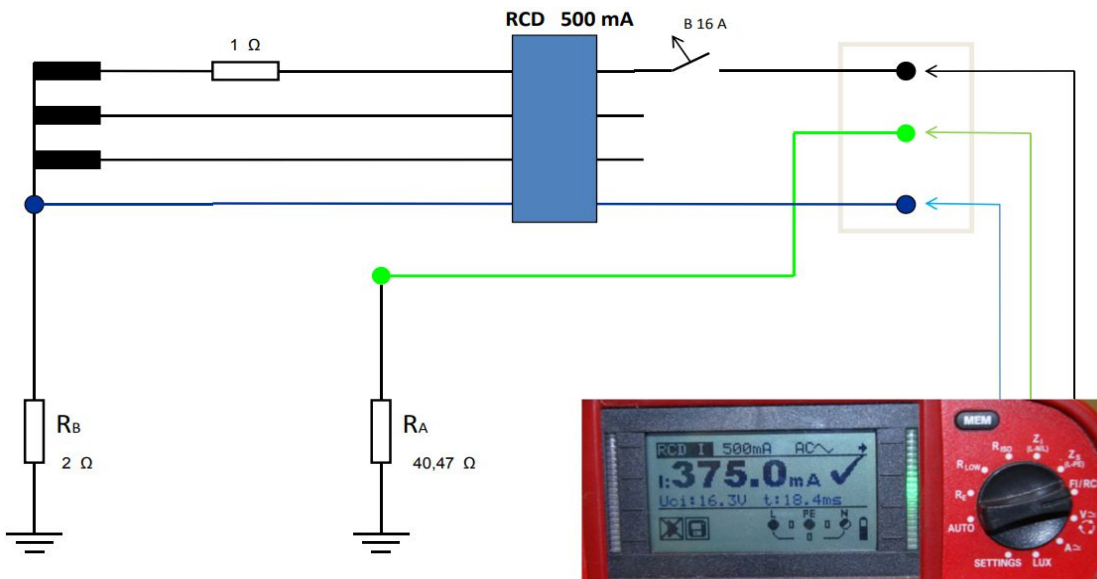 RCD 500 mA
B 16 A
1 Ω
RB
2 Ω
RA
40,47 Ω
RCD I 500mA AC
I:375.0mA
Uci:16.3V t:18.4ms
L PE N
MEM
AUTO
RE
RLOW
RISO
ZI
(L-N/L)
ZS
(L-PE)
FI/RC
V
A
LUX
SETTINGS